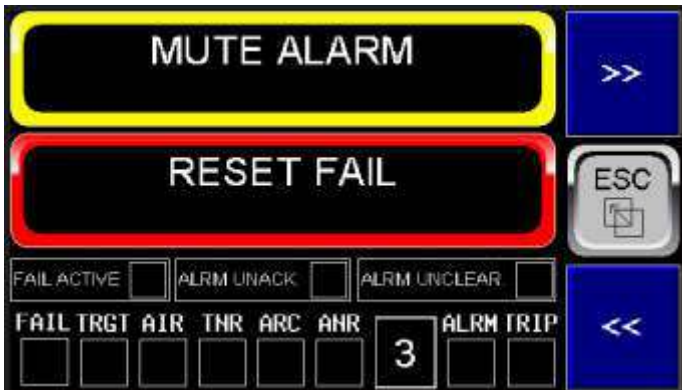 MUTE ALARM
>>
RESET FAIL
ESC
FAIL ACTIVE ALRM UNACK ALRM UNCLEAR
FAIL TRGT AIR TNR ARC ANR 3 ALRM TRIP
<<